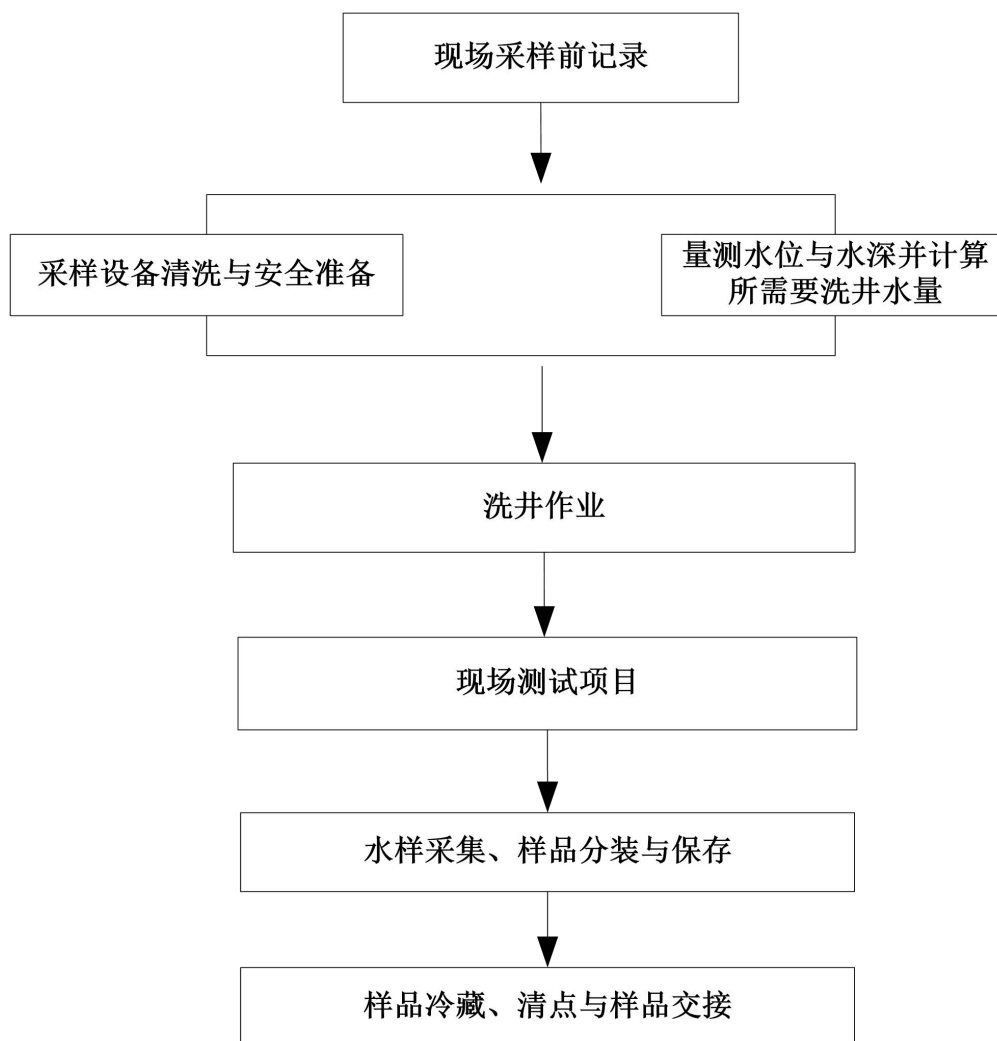 现场采样前记录
采样设备清洗与安全准备
量测水位与水深并计算
所需要洗井水量
洗井作业
现场测试项目
水样采集、样品分装与保存
样品冷藏、清点与样品交接